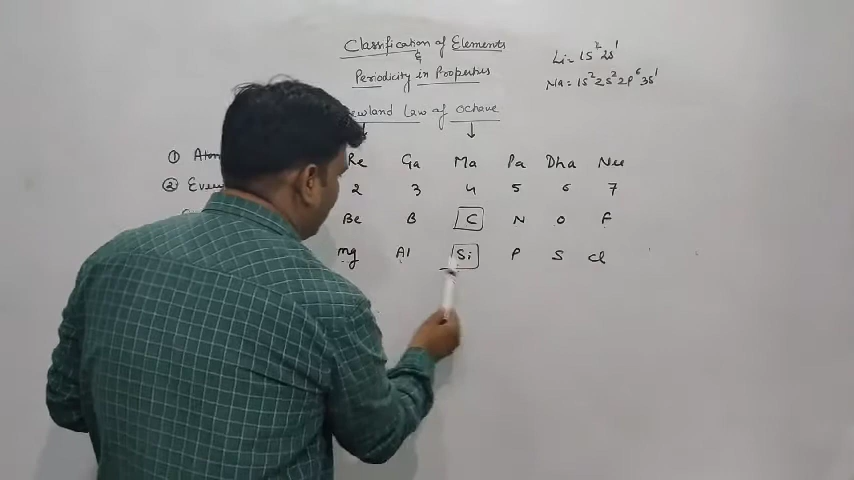 Classification of Elements
&
Periodicity in Properties
Li = 1S² 2S¹
Na = 1S² 2S² 2P⁶ 3S¹
Law of Octave
① Re Ga Ma Pa Dha Nu
② 2 3 4 5 6 7
Be B C N O F
Mg Al Si P S Cl